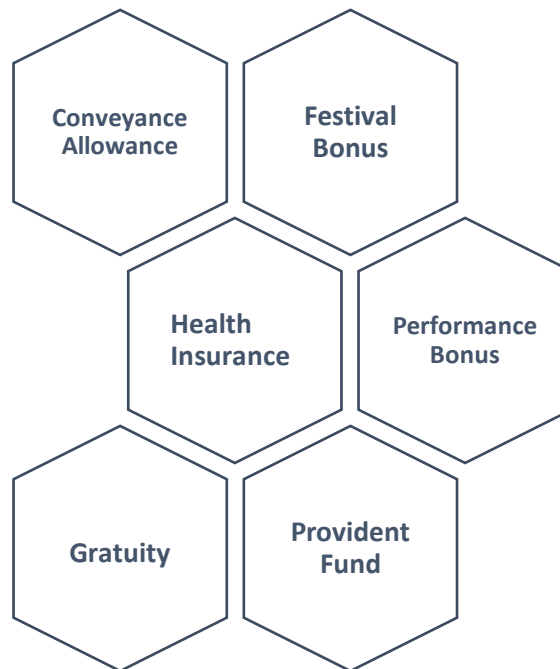 Conveyance
Allowance
Festival
Bonus
Health
Insurance
Performance
Bonus
Gratuity
Provident
Fund